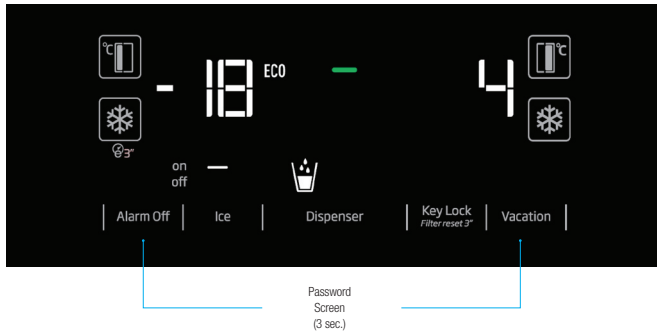 °C
°C
-18
ECO
4
3"
on
off
Alarm Off
Ice
Dispenser
Key Lock
Filter reset 3"
Vacation
Password
Screen
(3 sec.)